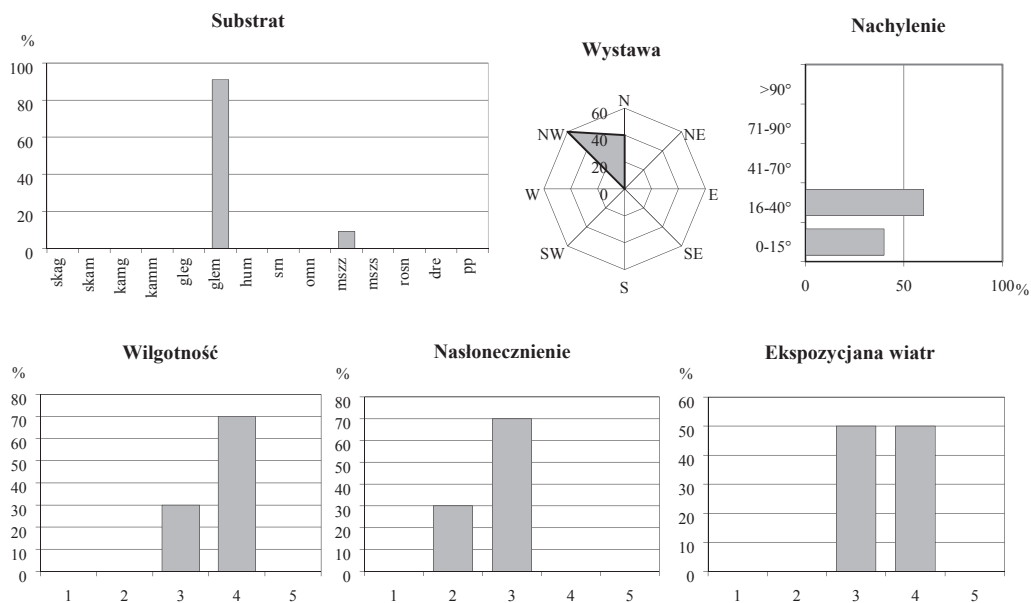 Substrat
%
100
80
60
40
20
0
skag
skam
kamg
kamm
gleg
glem
hum
srn
omn
mszz
mszs
rosn
dre
pp
Wystawa
N
NE
E
SE
S
SW
W
NW
60
40
20
0
Nachylenie
>90°
71-90°
41-70°
16-40°
0-15°
0 50 100%
Wilgotność
%
80
70
60
50
40
30
20
10
0
1 2 3 4 5
Nasłonecznienie
%
80
70
60
50
40
30
20
10
0
1 2 3 4 5
Ekspozycjana wiatr
%
60
50
40
30
20
10
0
1 2 3 4 5